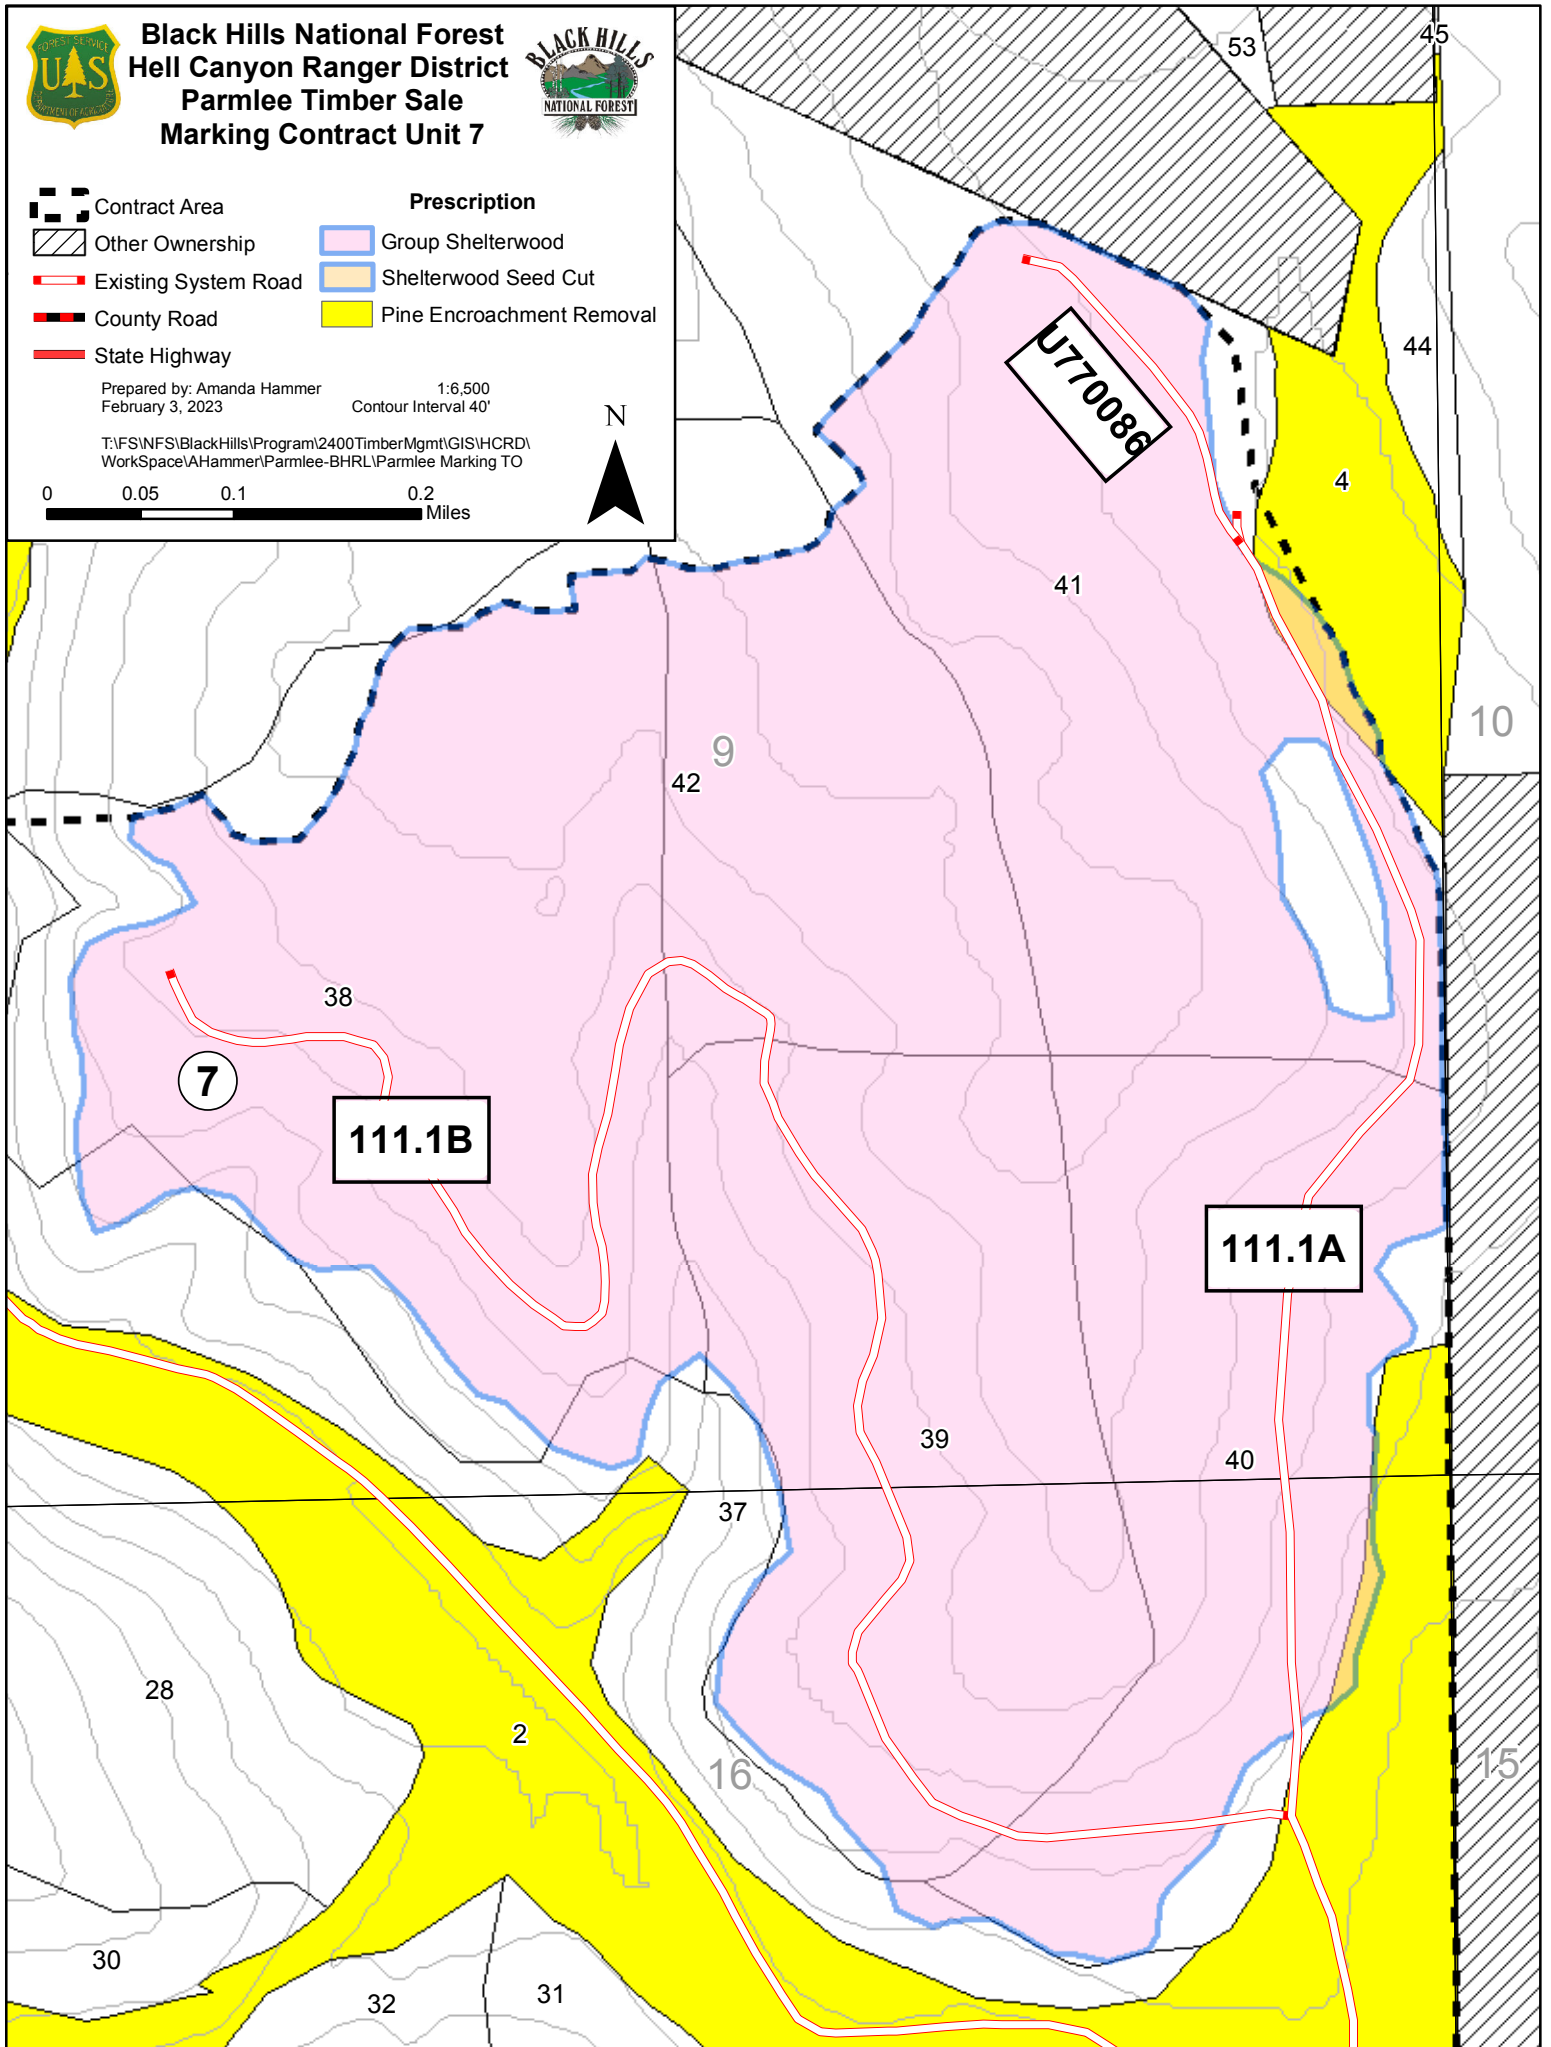 Black Hills National Forest
Hell Canyon Ranger District
Parmlee Timber Sale
Marking Contract Unit 7
FOREST SERVICE
U S
DEPARTMENT OF AGRICULTURE
BLACK HILLS
NATIONAL FOREST
Contract Area
Other Ownership
Existing System Road
County Road
State Highway
Prescription
Group Shelterwood
Shelterwood Seed Cut
Pine Encroachment Removal
Prepared by: Amanda Hammer
February 3, 2023
1:6,500
Contour Interval 40'
T:\FS\NFS\BlackHills\Program\2400TimberMgmt\GIS\HCRD\
WorkSpace\AHammer\Parmlee-BHRL\Parmlee Marking TO
N
0 0.05 0.1 0.2
Miles
45
53
44
U770086
4
41
10
9
42
38
7
111.1B
111.1A
39
40
37
28
2
16
15
30
32
31